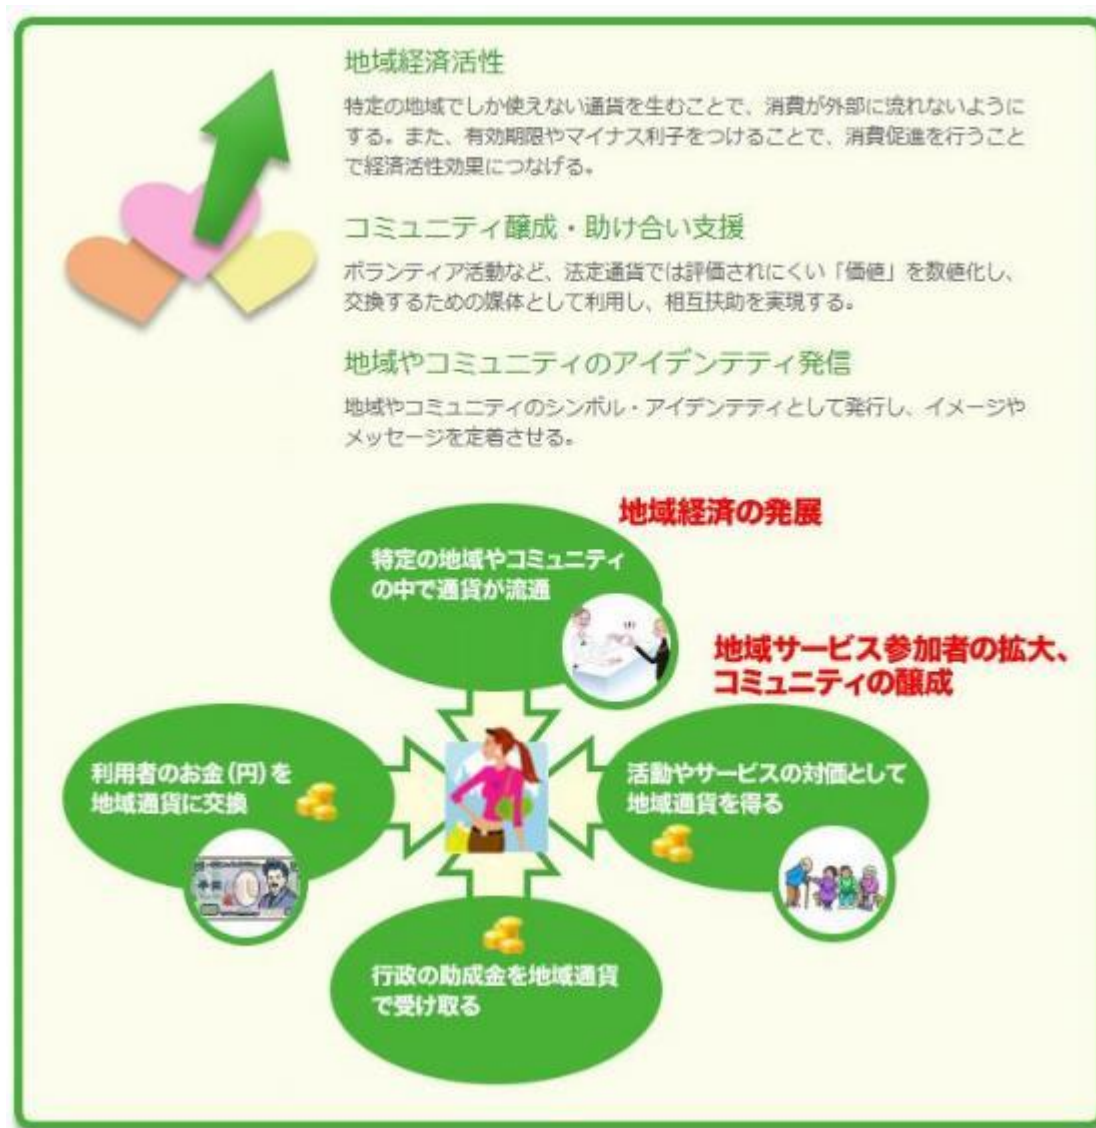 地域経済活性
特定の地域でしか使えない通貨を生むことで、消費が外部に流れないように
する。また、有効期限やマイナス利子をつけることで、消費促進を行うこと
で経済活性効果につなげる。
コミュニティ醸成・助け合い支援
ボランティア活動など、法定通貨では評価されにくい「価値」を数値化し、
交換するための媒体として利用し、相互扶助を実現する。
地域やコミュニティのアイデンテティ発信
地域やコミュニティのシンボル・アイデンテティとして発行し、イメージや
メッセージを定着させる。
地域経済の発展
特定の地域やコミュニティ
の中で通貨が流通
地域サービス参加者の拡大、
コミュニティの醸成
利用者のお金(円)を
地域通貨に交換
活動やサービスの対価として
地域通貨を得る
行政の助成金を地域通貨
で受け取る